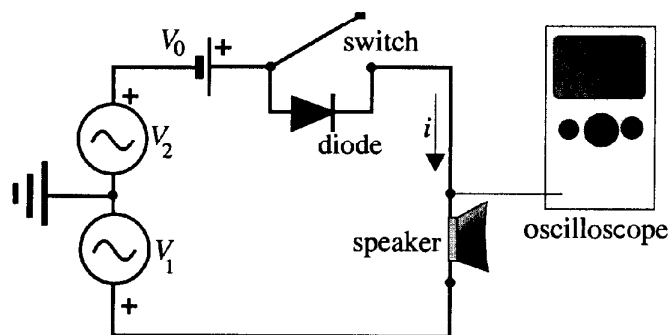 V0 +
switch
+
V2
diode
i
V1
speaker
oscilloscope
+